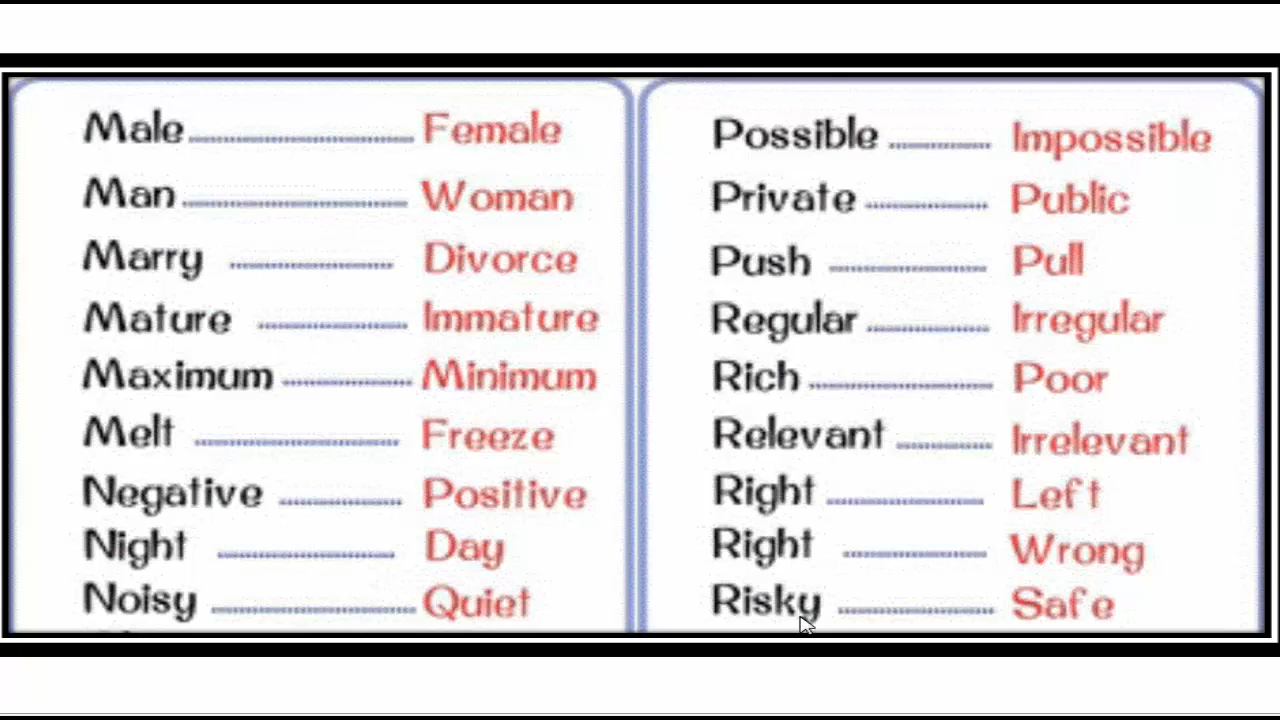 Male ........ Female
Man ........ Woman
Marry ........ Divorce
Mature ........ Immature
Maximum ........ Minimum
Melt ........ Freeze
Negative ........ Positive
Night ........ Day
Noisy ........ Quiet
Possible ........ Impossible
Private ........ Public
Push ........ Pull
Regular ........ Irregular
Rich ........ Poor
Relevant ........ Irrelevant
Right ........ Left
Right ........ Wrong
Risky ........ Safe